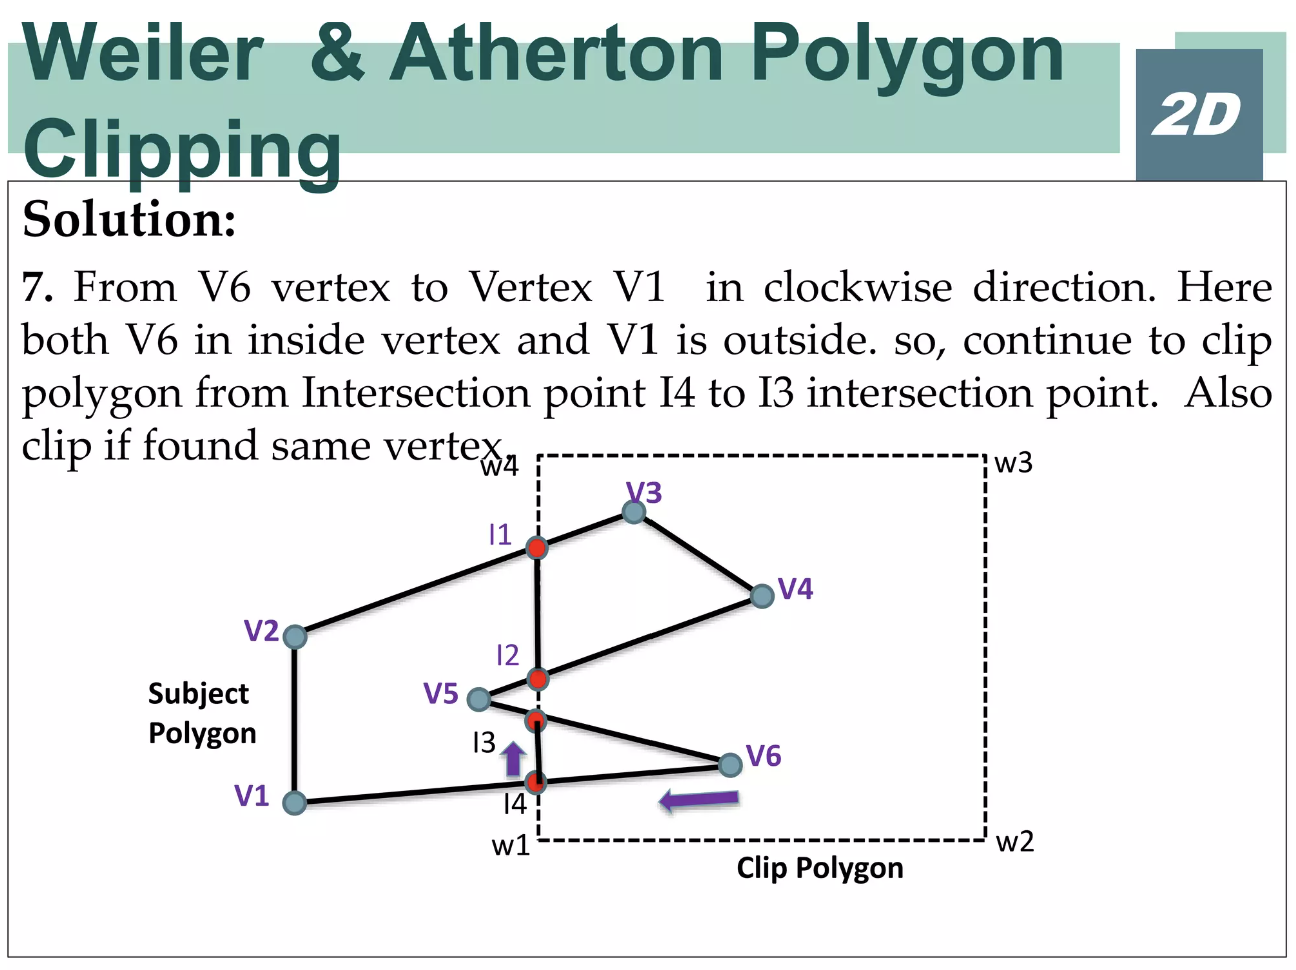 Weiler & Atherton Polygon
Clipping
2D
Solution:
7. From V6 vertex to Vertex V1 in clockwise direction. Here
both V6 in inside vertex and V1 is outside. so, continue to clip
polygon from Intersection point I4 to I3 intersection point. Also
clip if found same vertex.
w4
w3
V3
I1
V4
V2
I2
V5
Subject
Polygon
I3
V6
V1
I4
w1
w2
Clip Polygon